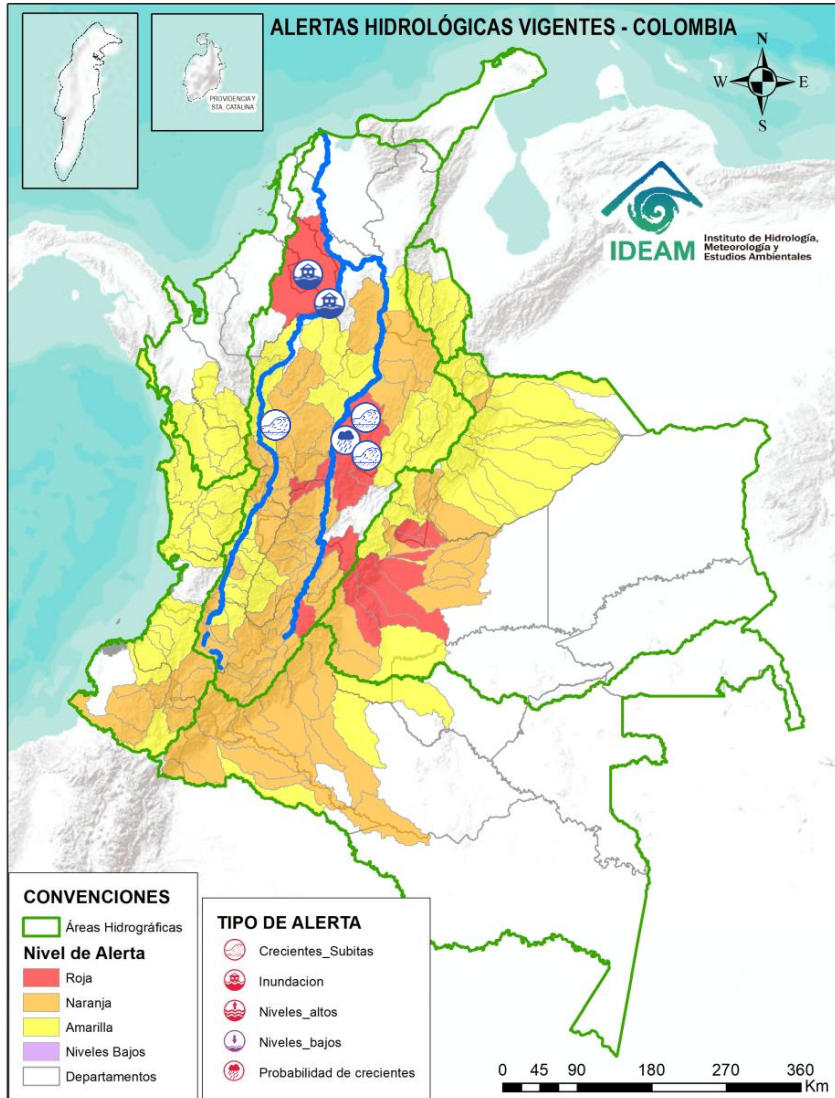 ALERTAS HIDROLÓGICAS VIGENTES - COLOMBIA
PROVIDENCIA Y
STA. CATALINA
N
W
E
S
IDEAM
Instituto de Hidrología,
Meteorología y
Estudios Ambientales
CONVENCIONES
Áreas Hidrográficas
Nivel de Alerta
Roja
Naranja
Amarilla
Niveles Bajos
Departamentos
TIPO DE ALERTA
Crecientes_Subitas
Inundacion
Niveles_altos
Niveles_bajos
Probabilidad de crecientes
0 45 90 180 270 360
Km